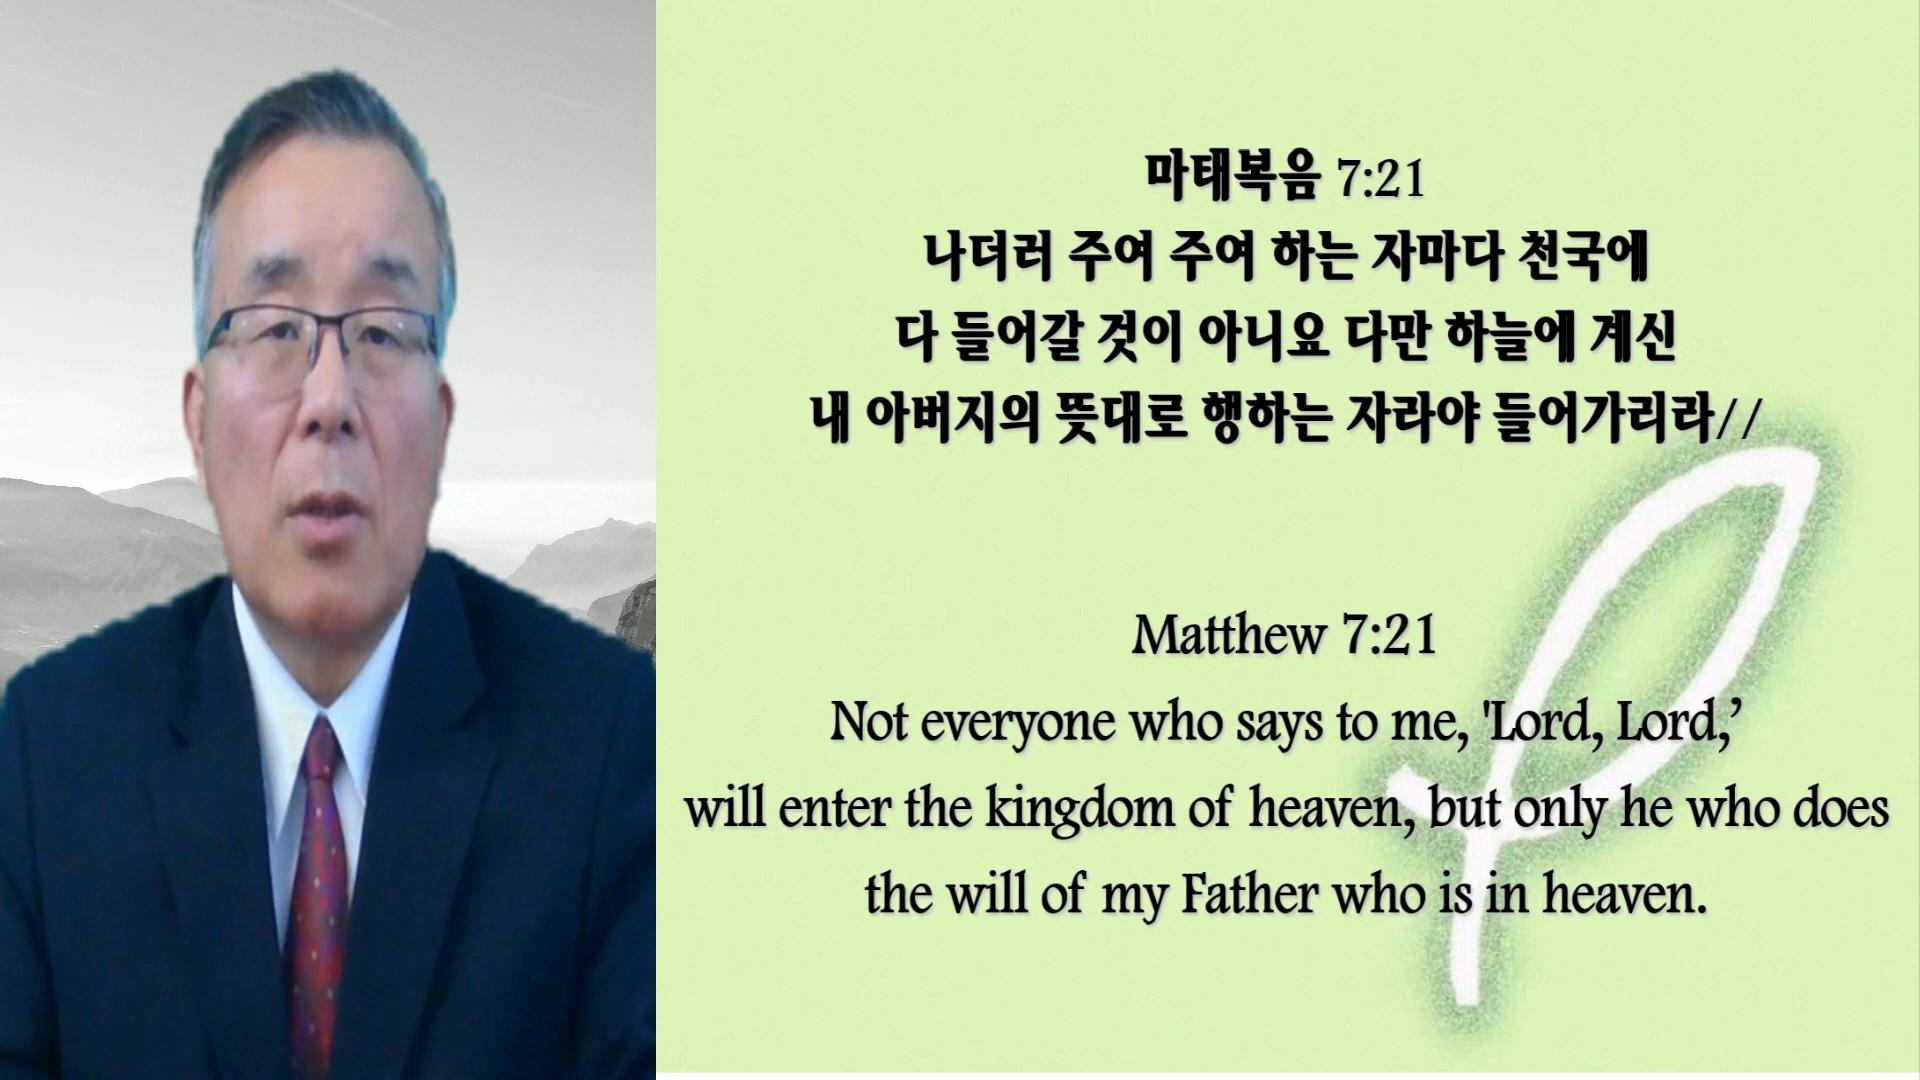 마태복음 7:21
나더러 주여 주여 하는 자마다 천국에
다 들어갈 것이 아니요 다만 하늘에 계신
내 아버지의 뜻대로 행하는 자라야 들어가리라//
Matthew 7:21
Not everyone who says to me, 'Lord, Lord,’
will enter the kingdom of heaven, but only he who does
the will of my Father who is in heaven.